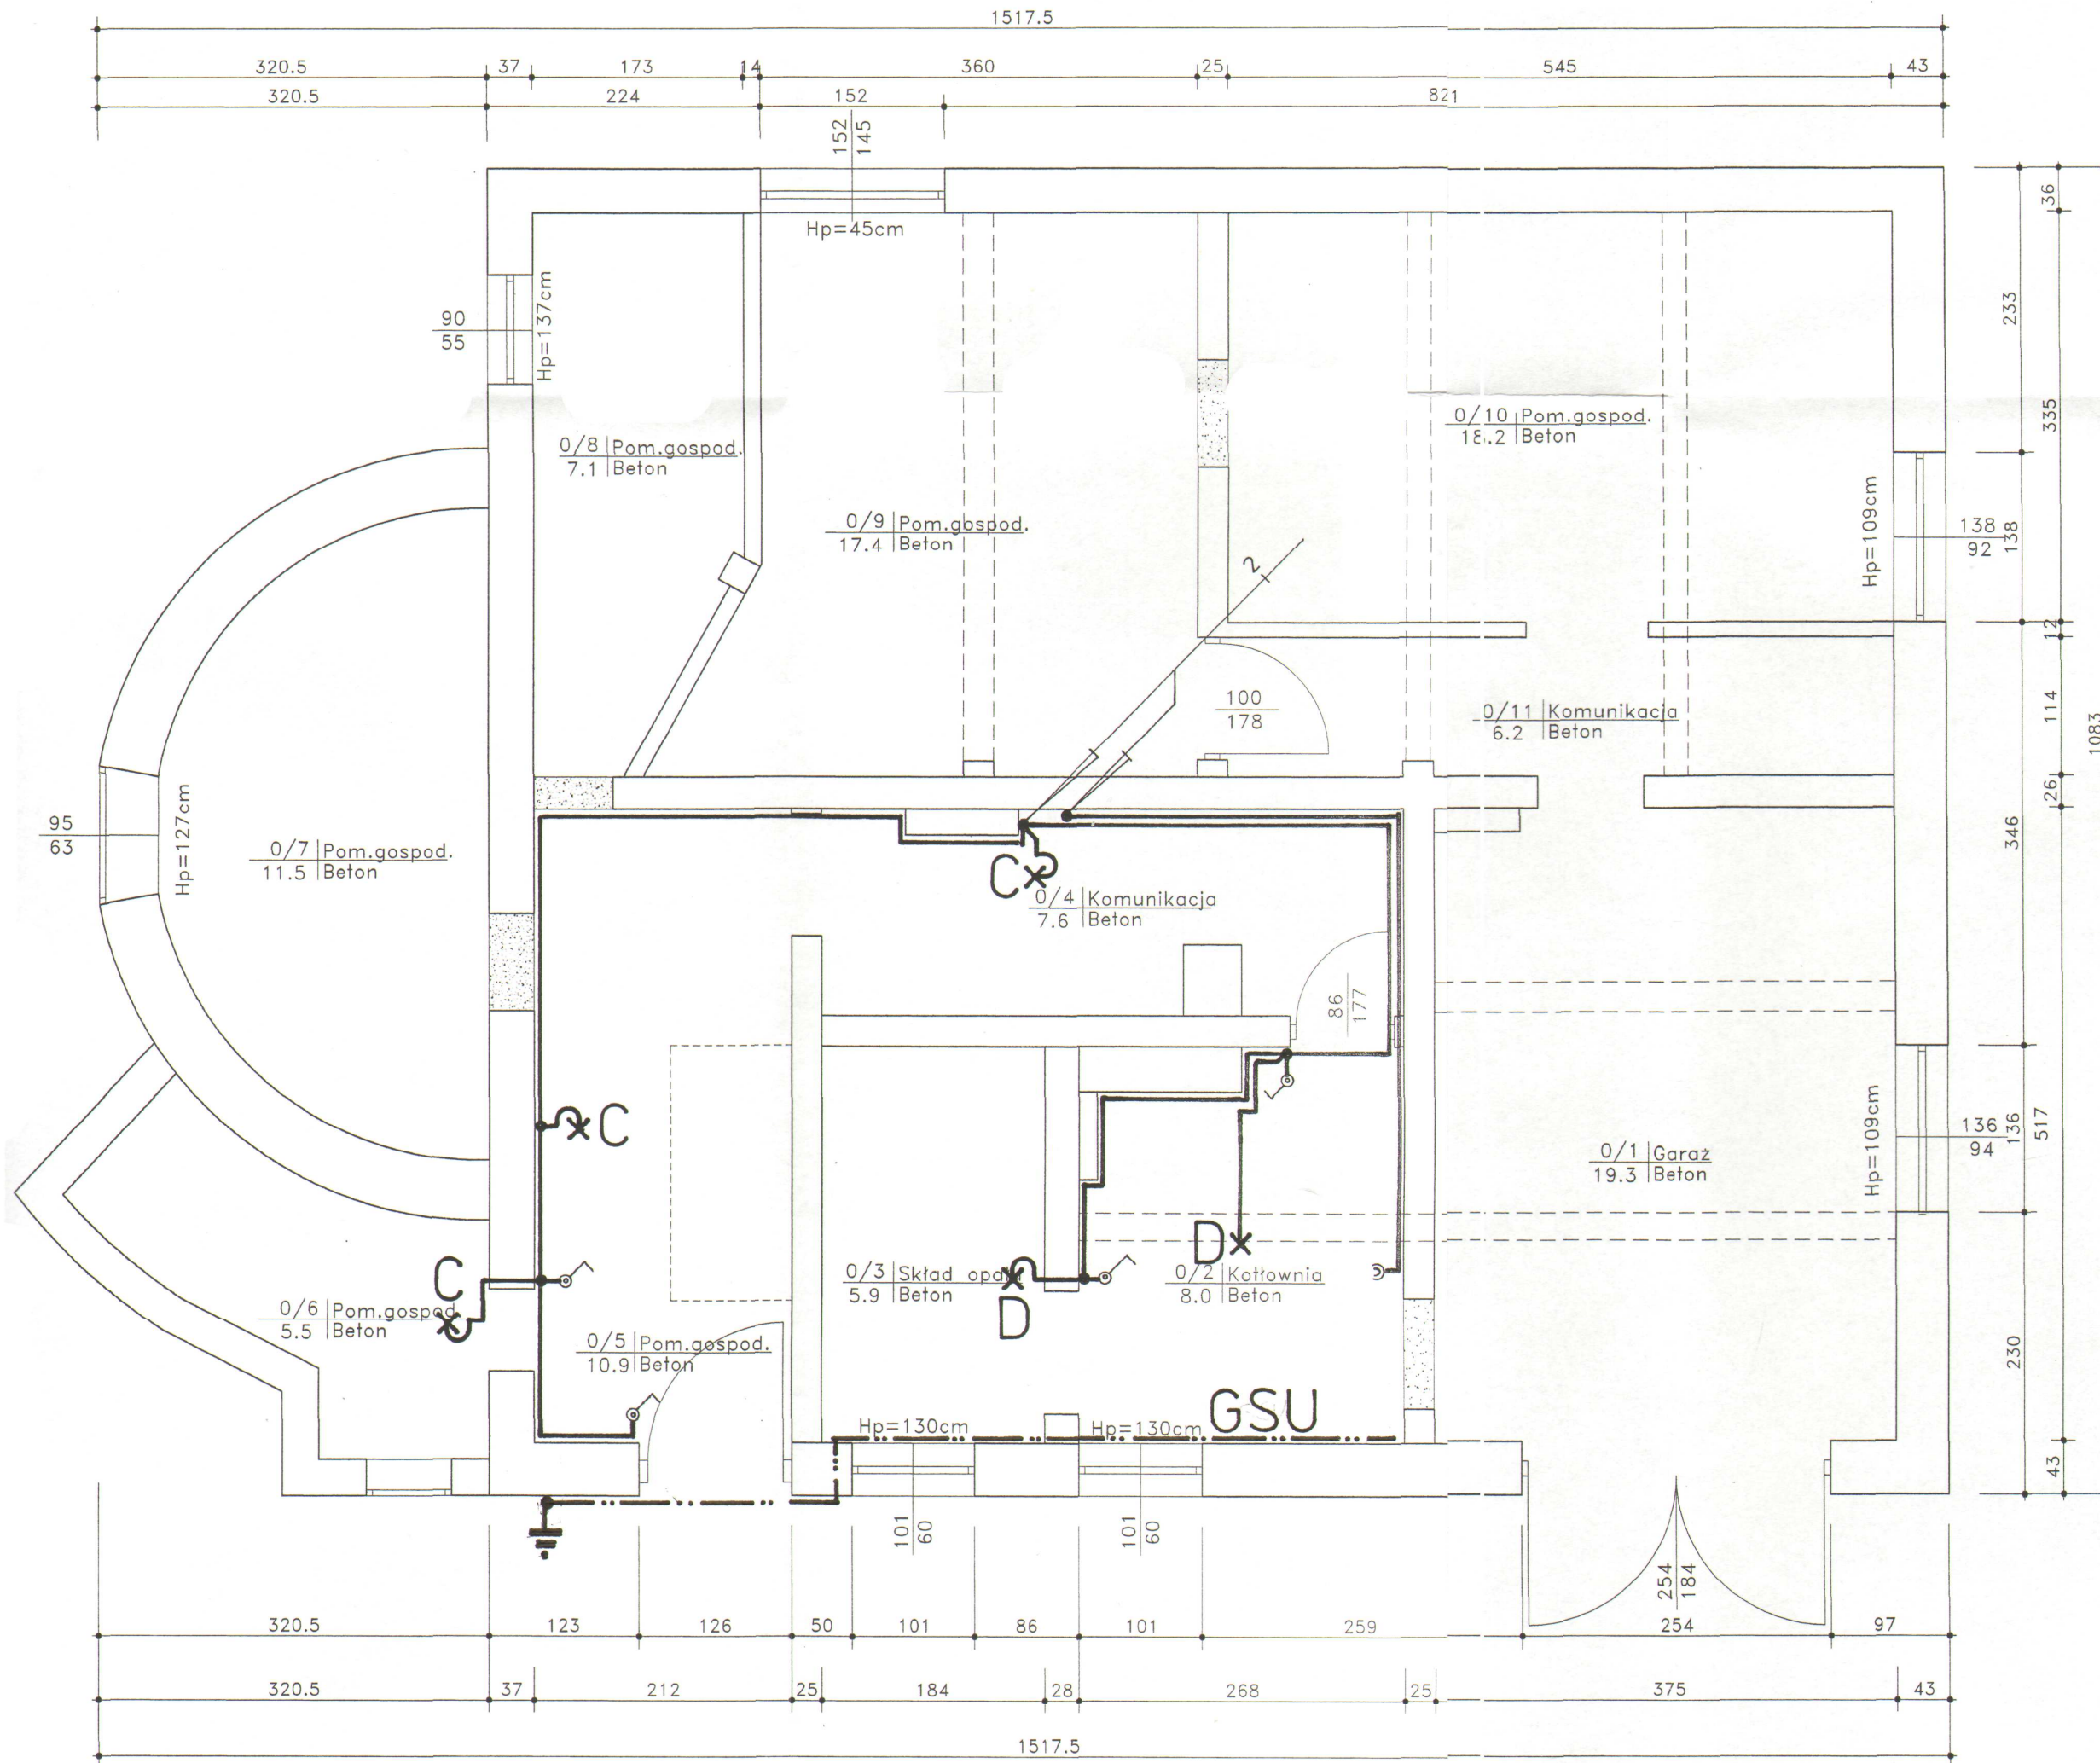 1517.5
320.5 37 173 14 360 25 545 43
320.5 224 152 821
152
145
Hp=45cm
36
90
55
Hp=137cm
233
335
0/8 Pom.gospod.
7.1 Beton
0/10 Pom.gospod.
18.2 Beton
0/9 Pom.gospod.
17.4 Beton
Hp=109cm
138
92
138
2
12
100
178
0/11 Komunikacja
6.2 Beton
114
1083
26
95
63
Hp=127cm
0/7 Pom.gospod.
11.5 Beton
346
C
0/4 Komunikacja
7.6 Beton
86
177
C
Hp=109cm
136
94
136
517
0/1 Garaż
19.3 Beton
D
C
0/3 Skład
5.9 Beton
0/2 Kotłownia
8.0 Beton
D
0/6 Pom.gospod.
5.5 Beton
0/5 Pom.gospod.
10.9 Beton
230
GSU
Hp=130cm
Hp=130cm
43
101
60
101
60
254
184
320.5 123 126 50 101 86 101 259 254 97
320.5 37 212 25 184 28 268 25 375 43
1517.5